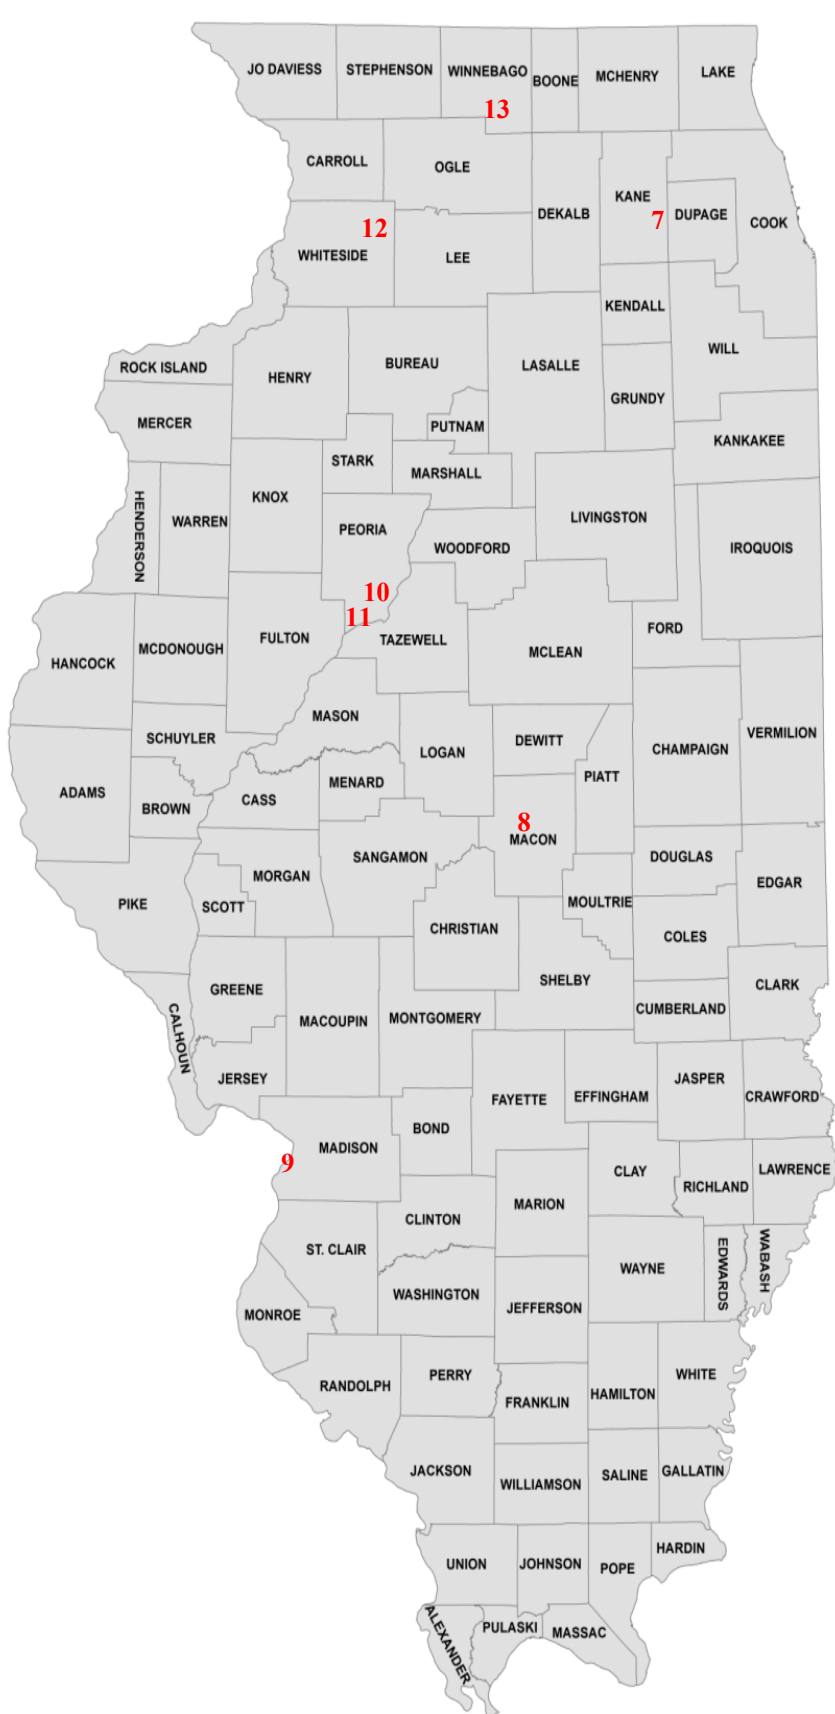 JO DAVIESS
STEPHENSON
WINNEBAGO
BOONE
MCHENRY
LAKE
13
CARROLL
OGLE
DEKALB
KANE
7
DUPAGE
COOK
12
WHITESIDE
LEE
KENDALL
ROCK ISLAND
HENRY
BUREAU
LASALLE
WILL
GRUNDY
MERCER
PUTNAM
KANKAKEE
STARK
MARSHALL
HENDERSON
WARREN
KNOX
PEORIA
LIVINGSTON
WOODFORD
IROQUOIS
10
11
FULTON
TAZEWELL
FORD
HANCOCK
MCDONOUGH
MCLEAN
MASON
SCHUYLER
LOGAN
DEWITT
CHAMPAIGN
VERMILION
PIATT
ADAMS
BROWN
CASS
MENARD
8
MACON
SANGAMON
DOUGLAS
MORGAN
EDGAR
PIKE
SCOTT
MOULTRIE
CHRISTIAN
COLES
GREENE
SHELBY
CLARK
CALHOUN
MACOUPIN
MONTGOMERY
CUMBERLAND
JERSEY
FAYETTE
EFFINGHAM
JASPER
CRAWFORD
9
MADISON
BOND
CLAY
RICHLAND
LAWRENCE
MARION
CLINTON
ST. CLAIR
WAYNE
EDWARDS
WABASH
MONROE
WASHINGTON
JEFFERSON
RANDOLPH
PERRY
FRANKLIN
HAMILTON
WHITE
JACKSON
WILLIAMSON
SALINE
GALLATIN
UNION
JOHNSON
POPE
HARDIN
ALEXANDER
PULASKI
MASSAC